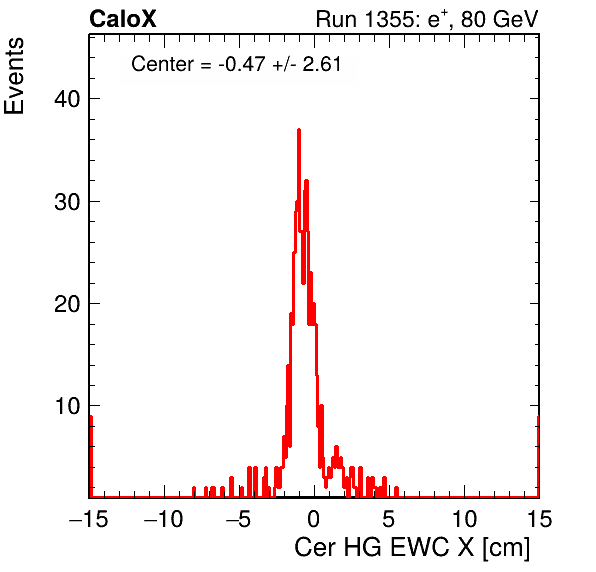 CaloX Run 1355: e⁺, 80 GeV
Events
Center = -0.47 +/- 2.61
40
30
20
10
−15 −10 −5 0 5 10 15
Cer HG EWC X [cm]